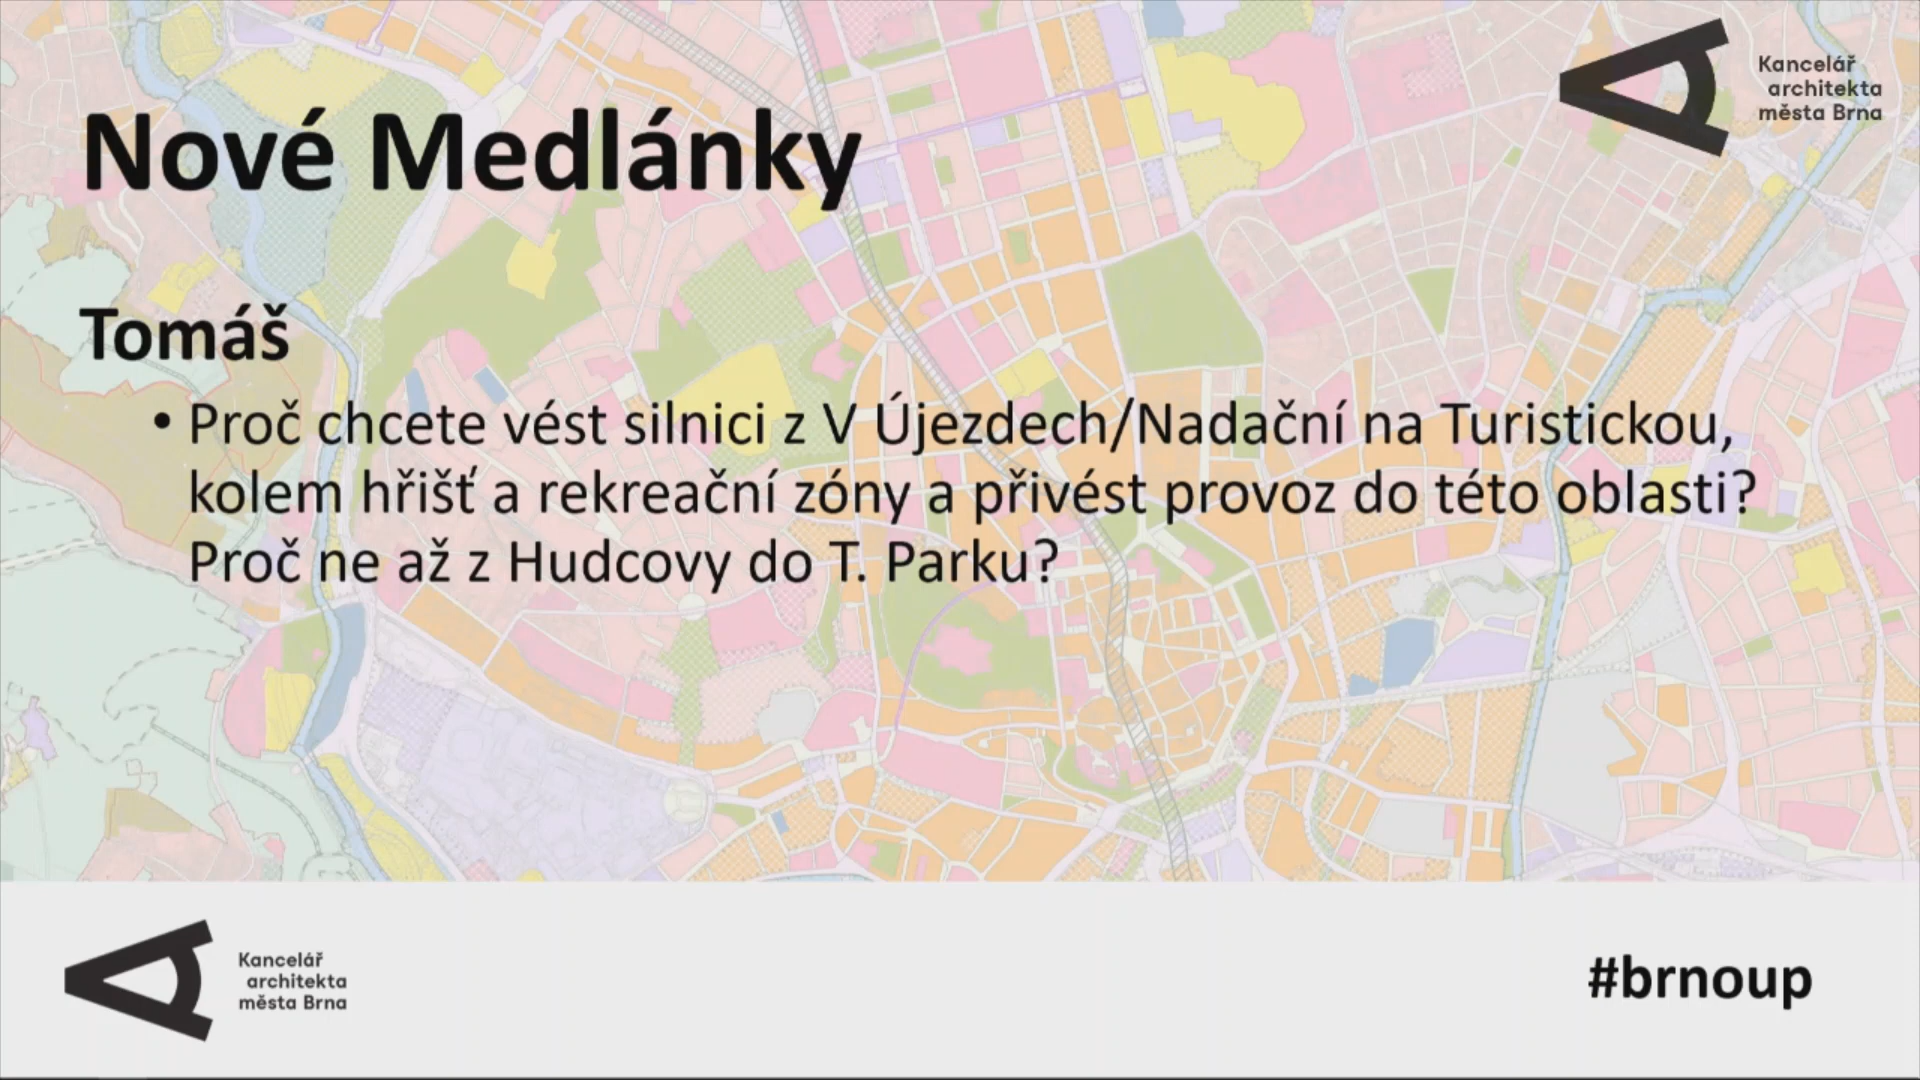 Kancelář
architekta
města Brna
Nové Medlánky
Tomáš
• Proč chcete vést silnici z V Újezdech/Nadační na Turistickou,
kolem hřišť a rekreační zóny a přivést provoz do této oblasti?
Proč ne až z Hudcovy do T. Parku?
Kancelář
architekta
města Brna
#brnoup